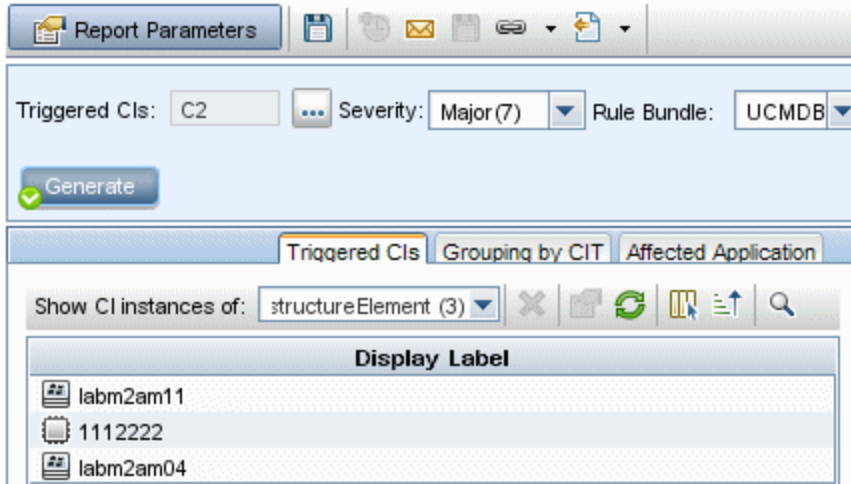 Report Parameters
Triggered CIs: C2 ... Severity: Major(7) Rule Bundle: UCMDB
Generate
Triggered CIs Grouping by CIT Affected Application
Show CI instances of: structureElement (3)
Display Label
labm2am11
1112222
labm2am04